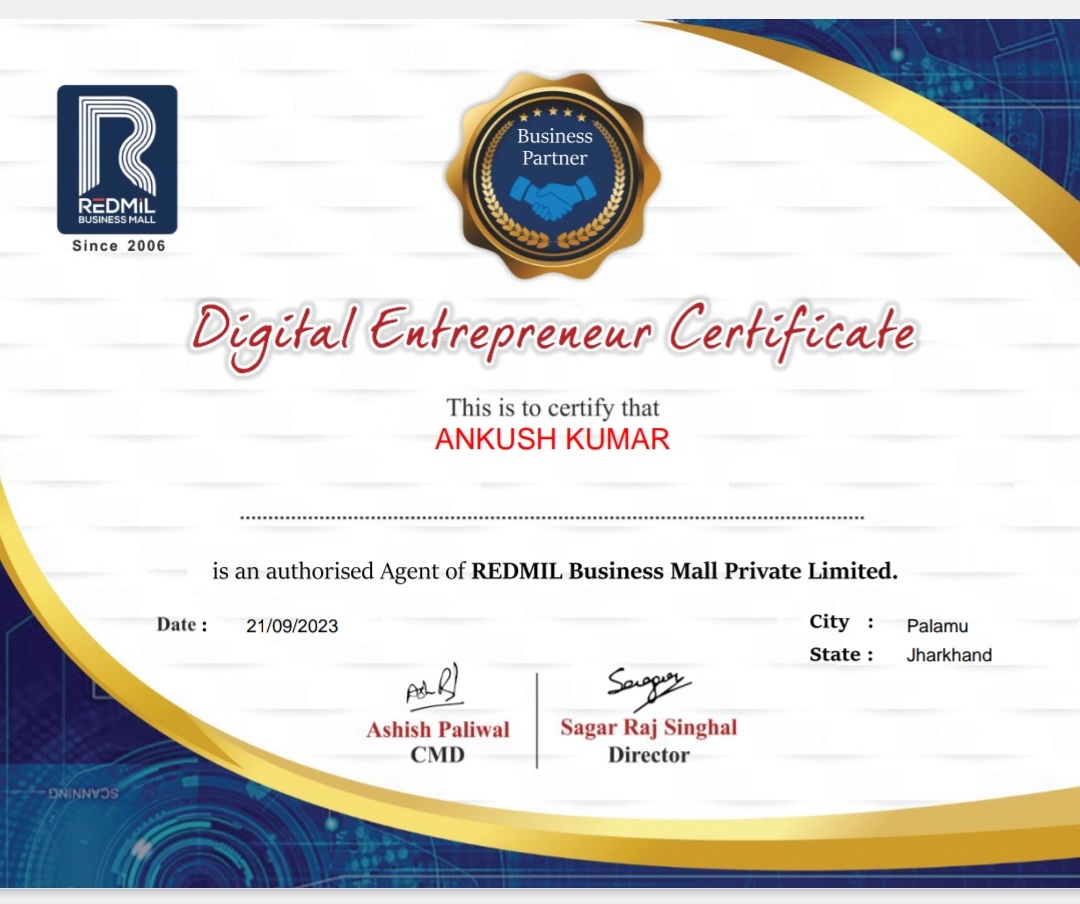 REDMIL
BUSINESS MALL
Since 2006
Business
Partner
Digital Entrepreneur Certificate
This is to certify that
ANKUSH KUMAR
is an authorised Agent of REDMIL Business Mall Private Limited.
Date : 21/09/2023
City : Palamu
State : Jharkhand
Ashish Paliwal
CMD
Sagar Raj Singhal
Director
SCANNING